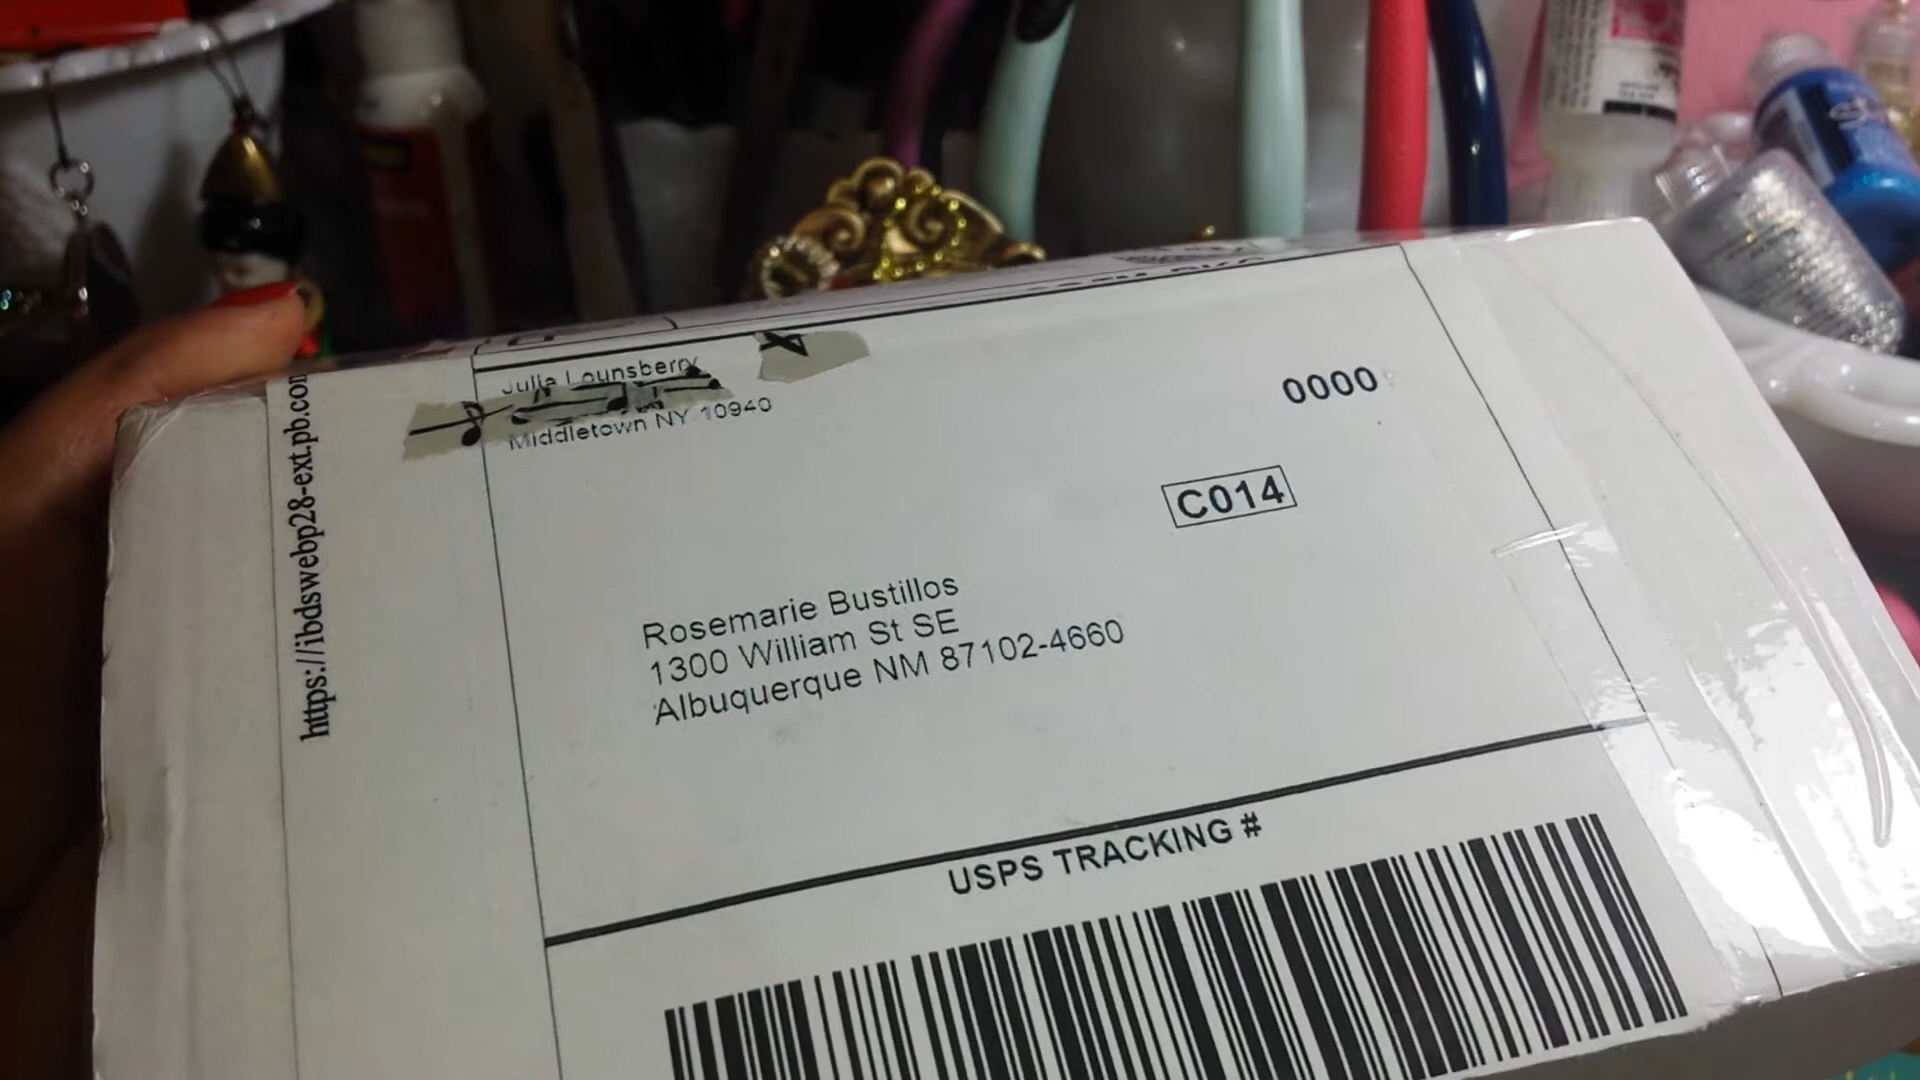 Julia Lounsberry
Middletown NY 10940
0000
C014
Rosemarie Bustillos
1300 William St SE
Albuquerque NM 87102-4660
USPS TRACKING #
https://ibdswebp28-ext.pb.com